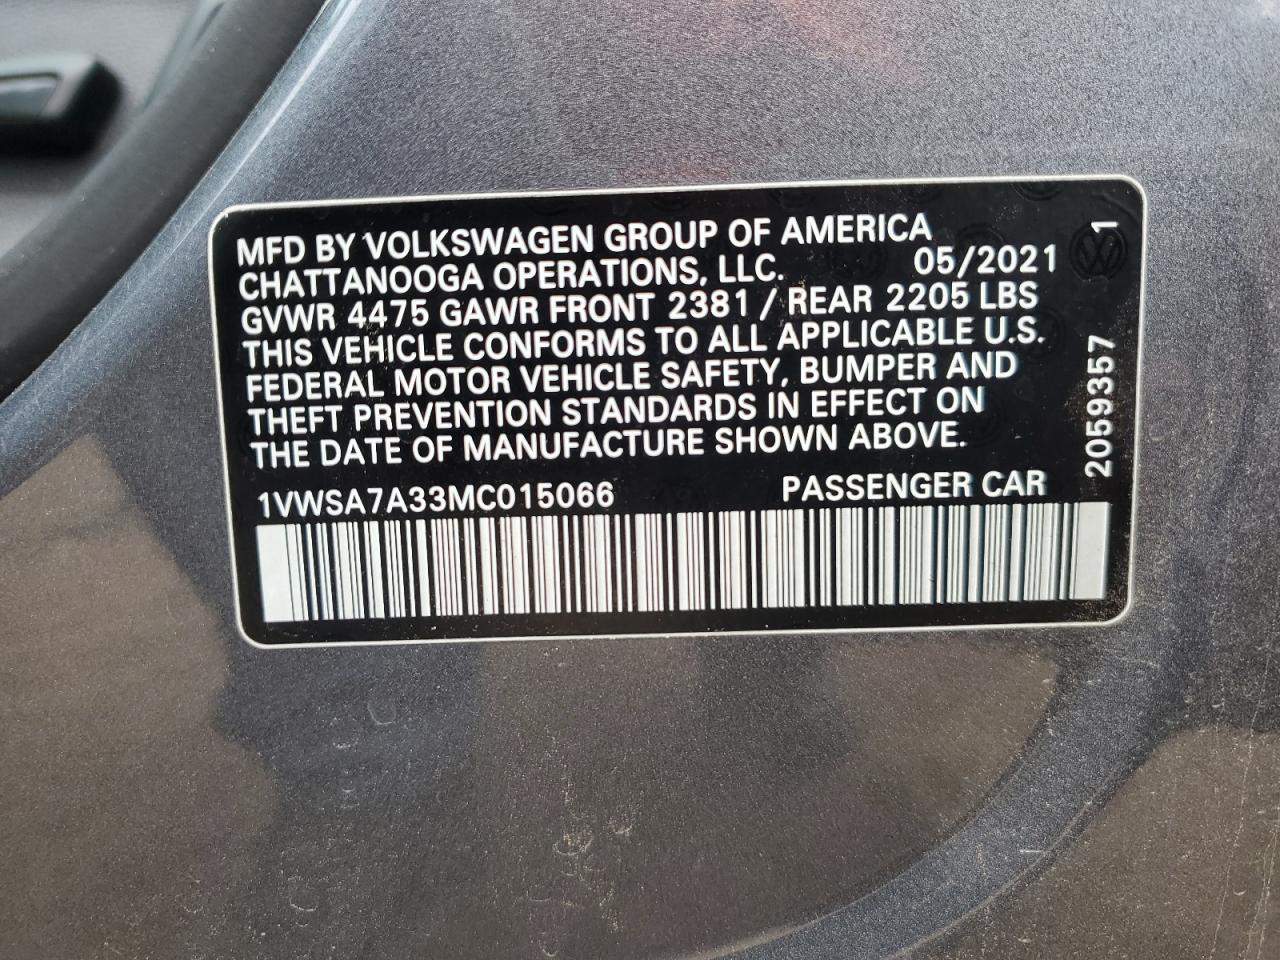 MFD BY VOLKSWAGEN GROUP OF AMERICA
CHATTANOOGA OPERATIONS, LLC. 05/2021
GVWR 4475 GAWR FRONT 2381 / REAR 2205 LBS
THIS VEHICLE CONFORMS TO ALL APPLICABLE U.S.
FEDERAL MOTOR VEHICLE SAFETY, BUMPER AND
THEFT PREVENTION STANDARDS IN EFFECT ON
THE DATE OF MANUFACTURE SHOWN ABOVE.
1VWSA7A33MC015066 PASSENGER CAR
2059357 1